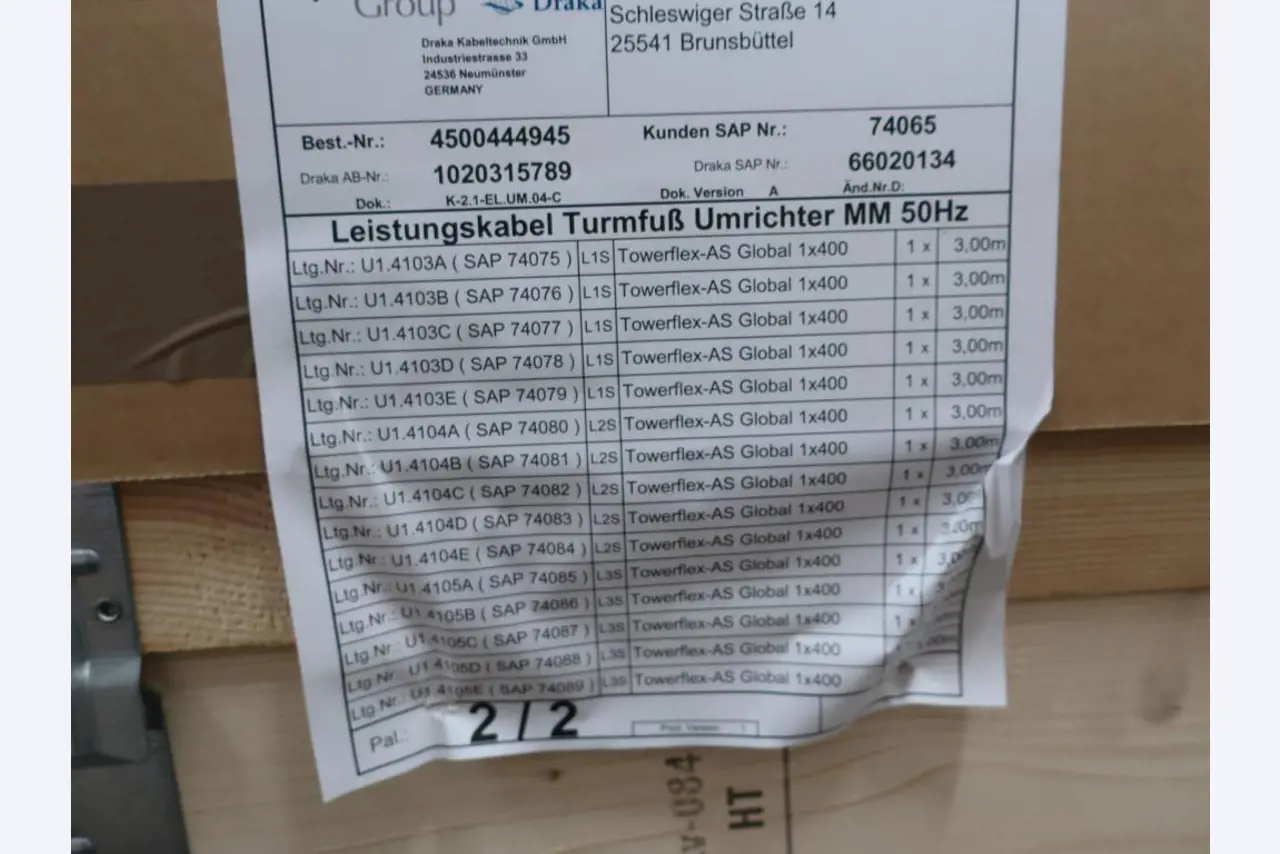 Group Draka
Schleswiger Straße 14
25541 Brunsbüttel
Draka Kabeltechnik GmbH
Industriestrasse 33
24536 Neumünster
GERMANY
Best.-Nr.: 4500444945 Kunden SAP Nr.: 74065
Draka AB-Nr.: 1020315789 Draka SAP Nr.: 66020134
Dok.: K-2.1-EL.UM.04-C Dok. Version A Änd.Nr.D:
Leistungskabel Turmfuß Umrichter MM 50Hz
Ltg.Nr.: U1.4103A ( SAP 74075 ) L1S Towerflex-AS Global 1x400 1 x 3,00m
Ltg.Nr.: U1.4103B ( SAP 74076 ) L1S Towerflex-AS Global 1x400 1 x 3,00m
Ltg.Nr.: U1.4103C ( SAP 74077 ) L1S Towerflex-AS Global 1x400 1 x 3,00m
Ltg.Nr.: U1.4103D ( SAP 74078 ) L1S Towerflex-AS Global 1x400 1 x 3,00m
Ltg.Nr.: U1.4103E ( SAP 74079 ) L1S Towerflex-AS Global 1x400 1 x 3,00m
Ltg.Nr.: U1.4104A ( SAP 74080 ) L2S Towerflex-AS Global 1x400 1 x 3,00m
Ltg.Nr.: U1.4104B ( SAP 74081 ) L2S Towerflex-AS Global 1x400 1 x 3,00m
Ltg.Nr.: U1.4104C ( SAP 74082 ) L2S Towerflex-AS Global 1x400 1 x 3,00m
Ltg.Nr.: U1.4104D ( SAP 74083 ) L2S Towerflex-AS Global 1x400 1 x 3,00
Ltg.Nr.: U1.4104E ( SAP 74084 ) L2S Towerflex-AS Global 1x400 1 x 3,00m
Ltg.Nr.: U1.4105A ( SAP 74085 ) L3S Towerflex-AS Global 1x400 1 x
Ltg.Nr.: U1.4105B ( SAP 74086 ) L3S Towerflex-AS Global 1x400 1 x
Ltg.Nr.: U1.4105C ( SAP 74087 ) L3S Towerflex-AS Global 1x400 1
Ltg.Nr.: U1.4105D ( SAP 74088 ) L3S Towerflex-AS Global 1x400
Ltg.Nr.: U1.4105E ( SAP 74089 ) L3S Towerflex-AS Global 1x400
Pal.: 2 / 2
HT